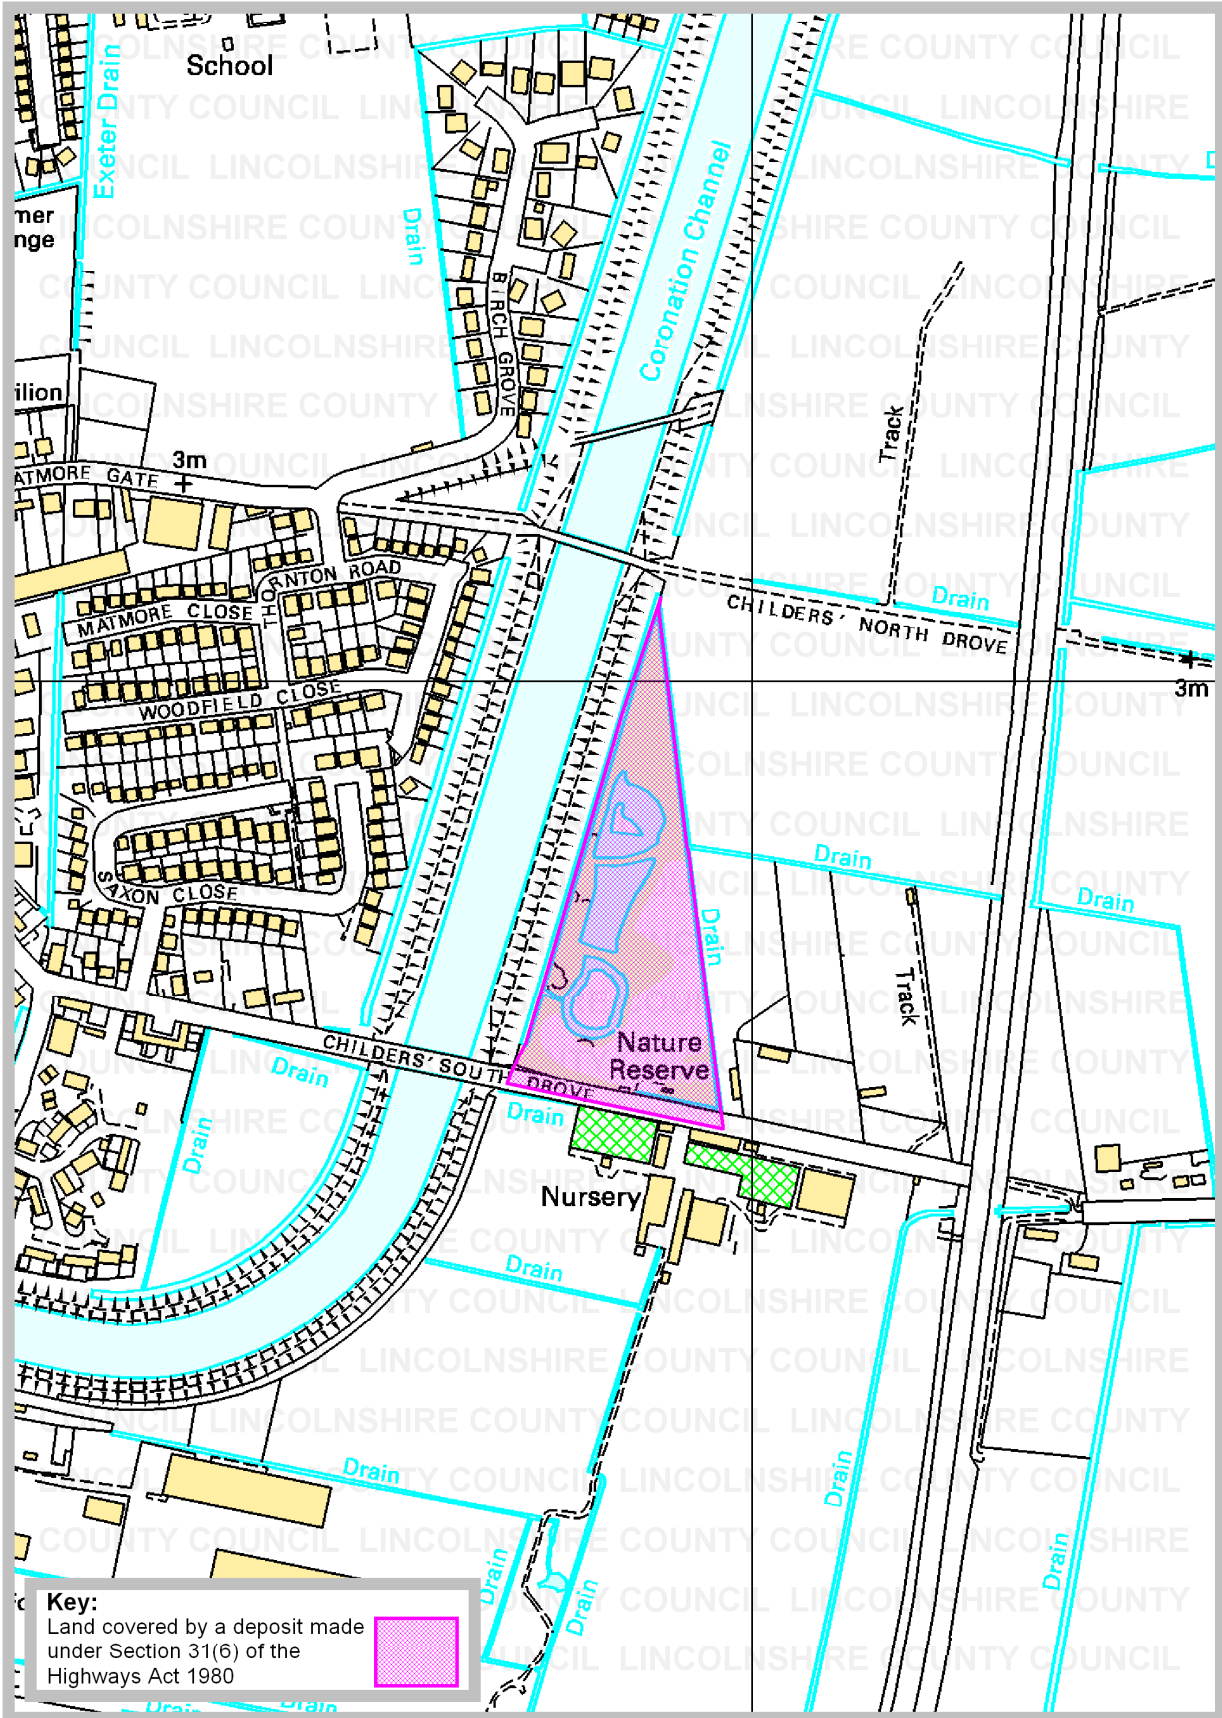 School
Exeter Drain
mer
nge
Drain
Coronation Channel
BIRCH GROVE
ilion
3m
ATMORE GATE
Track
THORNTON ROAD
MATMORE CLOSE
Drain
CHILDERS' NORTH DROVE
3m
WOODFIELD CLOSE
Drain
Drain
SAXON CLOSE
Drain
Track
Nature
Reserve
CHILDERS' SOUTH DROVE
Drain
Drain
Drain
Nursery
Drain
Drain
Drain
Drain
Drain
Drain
Key:
Land covered by a deposit made
under Section 31(6) of the
Highways Act 1980
Drain
Drain
LINCOLNSHIRE COUNTY COUNCIL